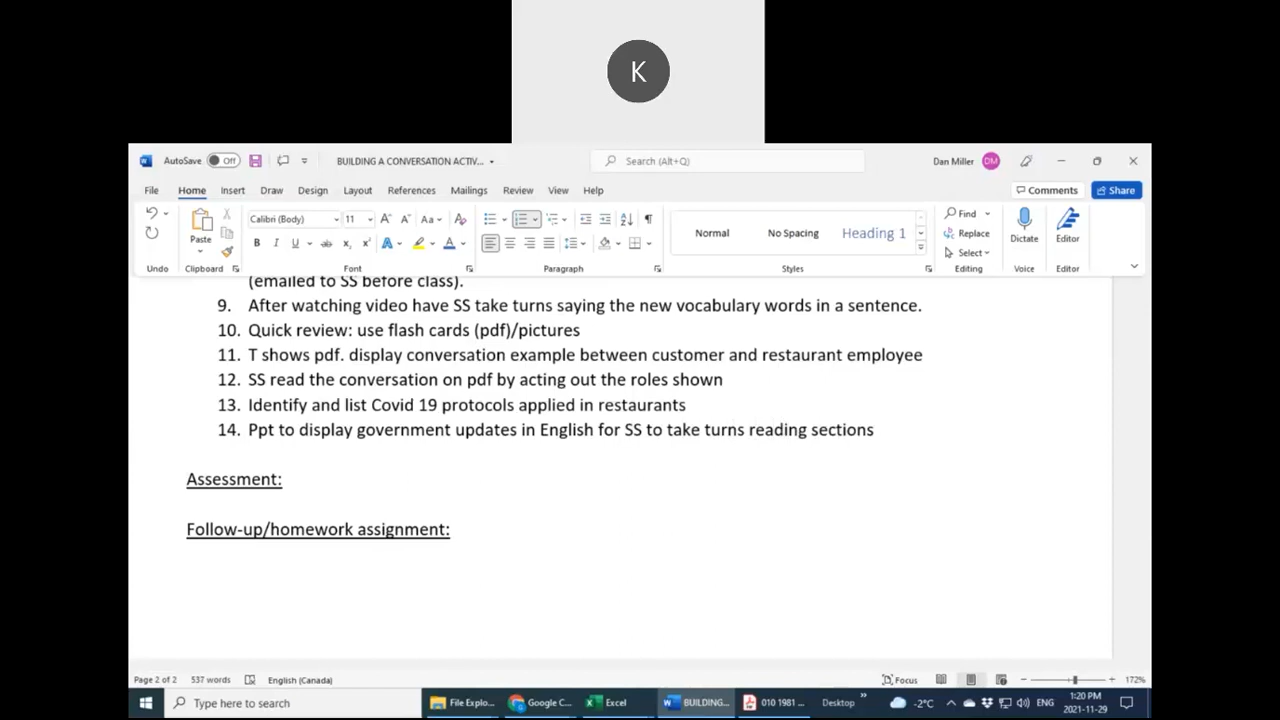 K
AutoSave Off BUILDING A CONVERSATION ACTIV... Search (Alt+Q) Dan Miller DM
File Home Insert Draw Design Layout References Mailings Review View Help Comments Share
Calibri (Body) 11 Aa Find
Paste Normal No Spacing Heading 1 Replace Dictate Editor
B I U ab x₂ x² A A Select
Undo Clipboard Font Paragraph Styles Editing Voice Editor
(emailed to SS before class).
9. After watching video have SS take turns saying the new vocabulary words in a sentence.
10. Quick review: use flash cards (pdf)/pictures
11. T shows pdf. display conversation example between customer and restaurant employee
12. SS read the conversation on pdf by acting out the roles shown
13. Identify and list Covid 19 protocols applied in restaurants
14. Ppt to display government updates in English for SS to take turns reading sections
Assessment:
Follow-up/homework assignment:
Page 2 of 2 537 words English (Canada) Focus 172%
Type here to search File Explo... Google C... Excel BUILDING... 010 1981 ... Desktop -2°C ENG 1:20 PM
2021-11-29